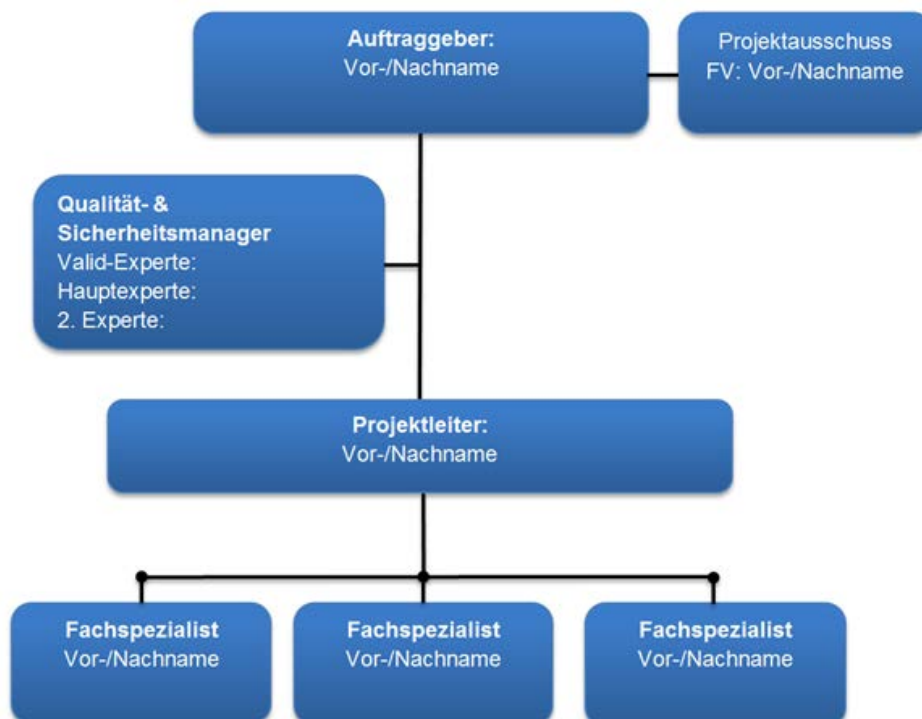 Auftraggeber:
Vor-/Nachname
Projektausschuss
FV: Vor-/Nachname
Qualität- &
Sicherheitsmanager
Valid-Experte:
Hauptexperte:
2. Experte:
Projektleiter:
Vor-/Nachname
Fachspezialist
Vor-/Nachname
Fachspezialist
Vor-/Nachname
Fachspezialist
Vor-/Nachname